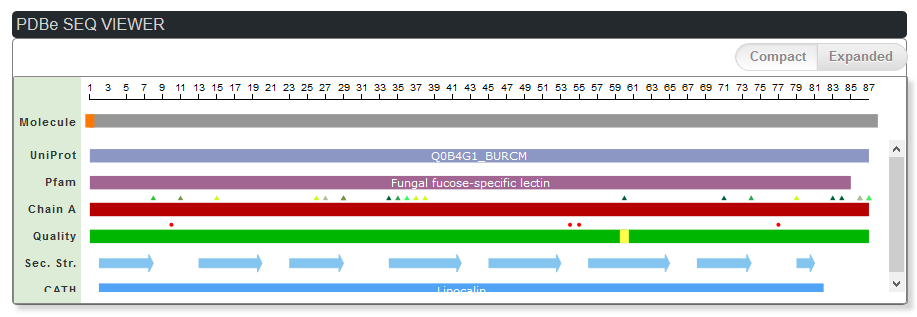 PDBe SEQ VIEWER
Compact Expanded
1 3 5 7 9 11 13 15 17 19 21 23 25 27 29 31 33 35 37 39 41 43 45 47 49 51 53 55 57 59 61 63 65 67 69 71 73 75 77 79 81 83 85 87
Molecule
UniProt Q0B4G1_BURCM
Pfam Fungal fucose-specific lectin
Chain A
Quality
Sec. Str.
CATH Lipocalin